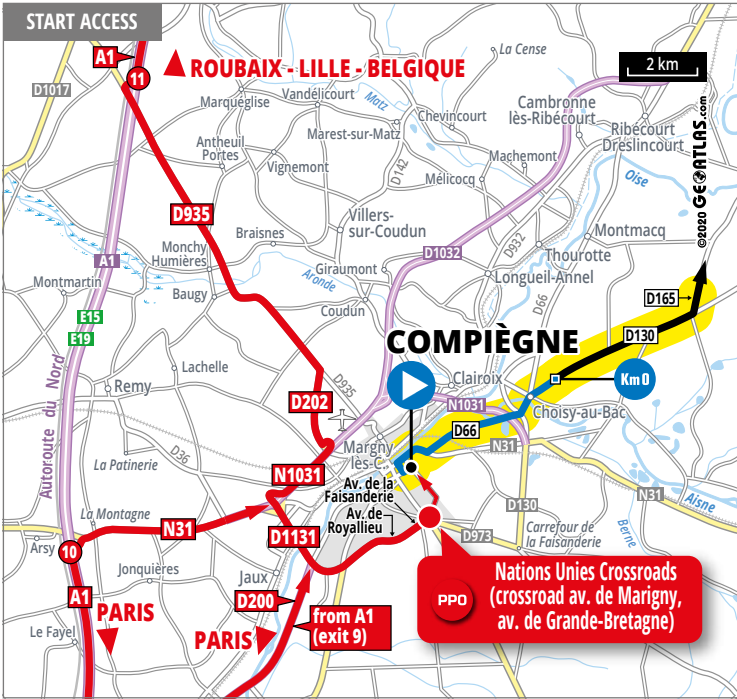 START ACCESS
A1
11
ROUBAIX - LILLE - BELGIQUE
2 km
La Cense
D1017
Marquéglise
Vandélicourt
Matz
Chevincourt
Cambronne
lès-Ribécourt
Ribécourt
Dreslincourt
Marest-sur-Matz
Antheuil
Portes
Vignemont
D142
Machemont
Mélicocq
Oise
©2020 GEOATLAS.com
D935
Villers-
sur-Coudun
Braisnes
Monchy
Humières
D1032
D932
Montmacq
Thourotte
Longueil-Annel
A1
Giraumont
Aronde
Montmartin
Baugy
Coudun
D66
D165
E15
E19
D130
COMPIÈGNE
Lachelle
D935
Clairoix
Km 0
Remy
D202
N1031
Choisy-au-Bac
Autoroute du Nord
D36
Margny
lès-C.
D66
N31
La Patinerie
N1031
Av. de la
Faisanderie
N31
Aisne
D130
La Montagne
N31
Av. de
Royallieu
Berne
Arsy
10
D1131
D973
Carrefour de
la Faisanderie
Jonquières
Jaux
A1
PARIS
D200
Le Fayel
PARIS
from A1
(exit 9)
PPO
Nations Unies Crossroads
(crossroad av. de Marigny,
av. de Grande-Bretagne)